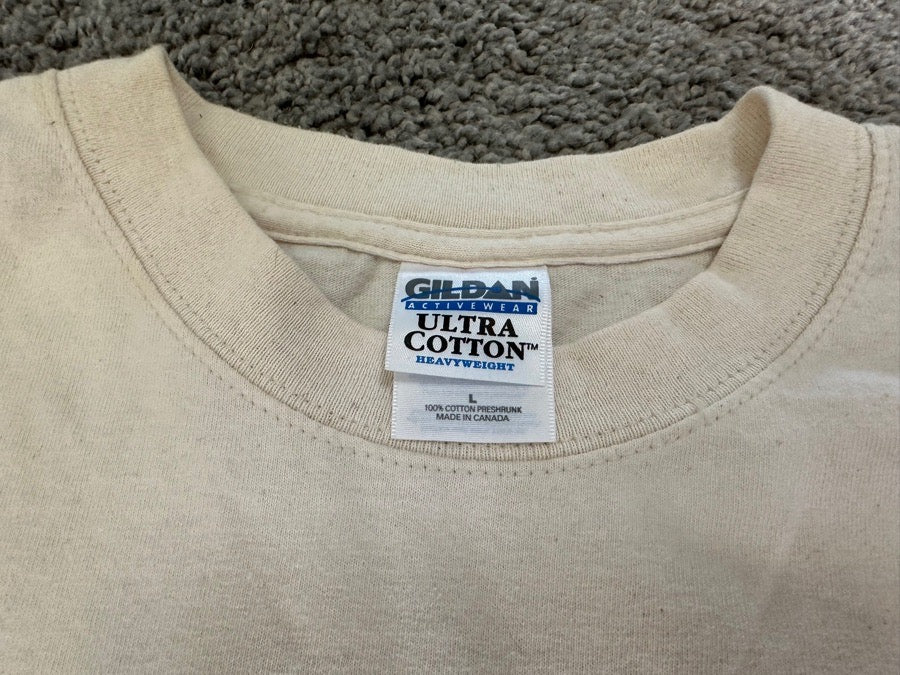 GILDAN
ACTIVEWEAR
ULTRA
COTTON™
HEAVYWEIGHT
L
100% COTTON PRESHRUNK
MADE IN CANADA